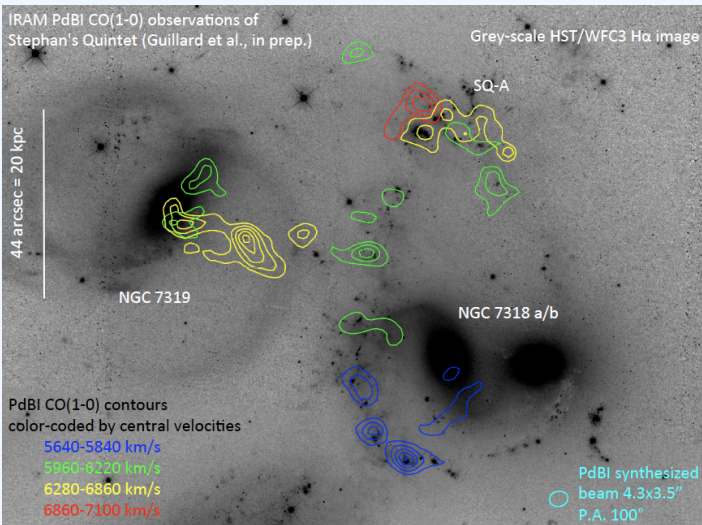 IRAM PdBI CO(1-0) observations of
Stephan's Quintet (Guillard et al., in prep.)
Grey-scale HST/WFC3 Hα image
SQ-A
44 arcsec = 20 kpc
NGC 7319
NGC 7318 a/b
PdBI CO(1-0) contours
color-coded by central velocities
5640-5840 km/s
5960-6220 km/s
6280-6860 km/s
6860-7100 km/s
PdBI synthesized
beam 4.3x3.5”
P.A. 100°